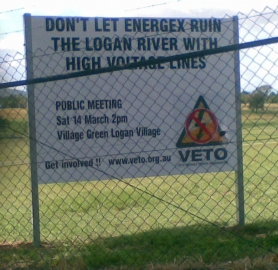 DON'T LET ENERGEX RUIN
THE LOGAN RIVER WITH
HIGH VOLTAGE LINES
PUBLIC MEETING
Sat 14 March 2pm
Village Green Logan Village
VETO
Get involved !! www.veto.org.au